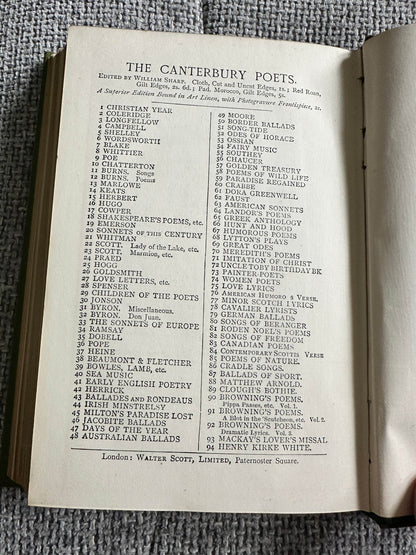 THE CANTERBURY POETS.
EDITED BY WILLIAM SHARP. Cloth, Cut and Uncut Edges, 1s.; Red Roan,
Gilt Edges, 2s. 6d.; Pad. Morocco, Gilt Edges, 5s.
A Superior Edition Bound in Art Linen, with Photogravure Frontispiece, 2s.
1 CHRISTIAN YEAR
2 COLERIDGE
3 LONGFELLOW
4 CAMPBELL
5 SHELLEY
6 WORDSWORTH
7 BLAKE
8 WHITTIER
9 POE
10 CHATTERTON
11 BURNS. Songs
12 BURNS. Poems
13 MARLOWE
14 KEATS
15 HERBERT
16 HUGO
17 COWPER
18 SHAKESPEARE'S POEMS, etc.
19 EMERSON
20 SONNETS of this CENTURY
21 WHITMAN
22 SCOTT. Lady of the Lake, etc.
23 SCOTT. Marmion, etc.
24 PRAED
25 HOGG
26 GOLDSMITH
27 LOVE LETTERS, etc.
28 SPENSER
29 CHILDREN OF THE POETS
30 JONSON
31 BYRON. Miscellaneous.
32 BYRON. Don Juan.
33 THE SONNETS OF EUROPE
34 RAMSAY
35 DOBELL
36 POPE
37 HEINE
38 BEAUMONT & FLETCHER
39 BOWLES, LAMB, etc.
40 SEA MUSIC
41 EARLY ENGLISH POETRY
42 HERRICK
43 BALLADES and RONDEAUS
44 IRISH MINSTRELSY
45 MILTON'S PARADISE LOST
46 JACOBITE BALLADS
47 DAYS OF THE YEAR
48 AUSTRALIAN BALLADS
49 MOORE
50 BORDER BALLADS
51 SONG-TIDE
52 ODES OF HORACE
53 OSSIAN
54 FAIRY MUSIC
55 SOUTHEY
56 CHAUCER
57 GOLDEN TREASURY
58 POEMS OF WILD LIFE
59 PARADISE REGAINED
60 CRABBE
61 DORA GREENWELL
62 FAUST
63 AMERICAN SONNETS
64 LANDOR'S POEMS
65 GREEK ANTHOLOGY
66 HUNT AND HOOD
67 HUMOROUS POEMS
68 LYTTON'S PLAYS
69 GREAT ODES
70 MEREDITH'S POEMS
71 IMITATION OF CHRIST
72 UNCLE TOBY BIRTHDAY BK
73 PAINTER-POETS
74 WOMEN POETS
75 LOVE LYRICS
76 AMERICAN HUMOROUS VERSE.
77 MINOR SCOTCH LYRICS
78 CAVALIER LYRISTS
79 GERMAN BALLADS
80 SONGS OF BERANGER
81 RODEN NOEL'S POEMS
82 SONGS OF FREEDOM
83 CANADIAN POEMS
84 CONTEMPORARY SCOTTISH VERSE
85 POEMS OF NATURE.
86 CRADLE SONGS.
87 BALLADS OF SPORT.
88 MATTHEW ARNOLD.
89 CLOUGH'S BOTHIE.
90 BROWNING'S POEMS.
Pippa Passes, etc. Vol. 1.
91 BROWNING'S POEMS.
A Blot in the 'Scutcheon, etc. Vol. 2.
92 BROWNING'S POEMS.
Dramatic Lyrics. Vol. 3.
93 MACKAY'S LOVER'S MISSAL
94 HENRY KIRKE WHITE.
London: WALTER SCOTT, LIMITED, Paternoster Square.